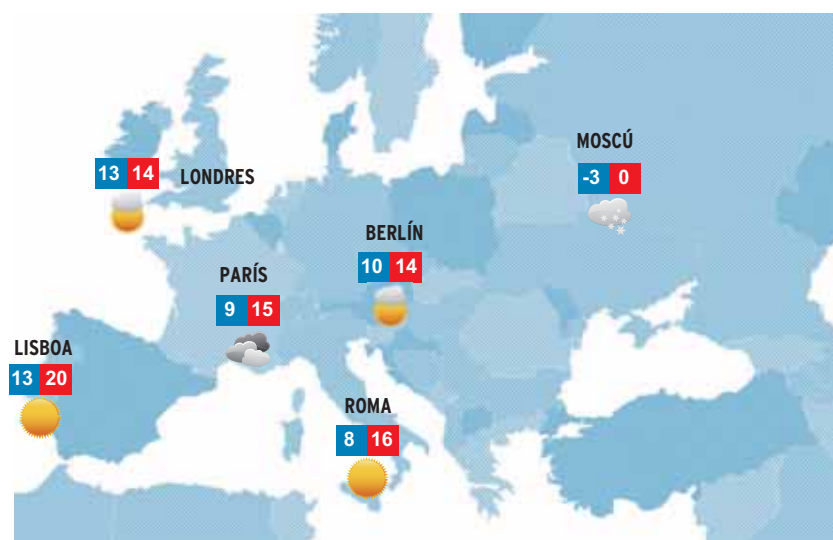 MOSCÚ
-3 0
13 14 LONDRES
BERLÍN
10 14
PARÍS
9 15
LISBOA
13 20
ROMA
8 16